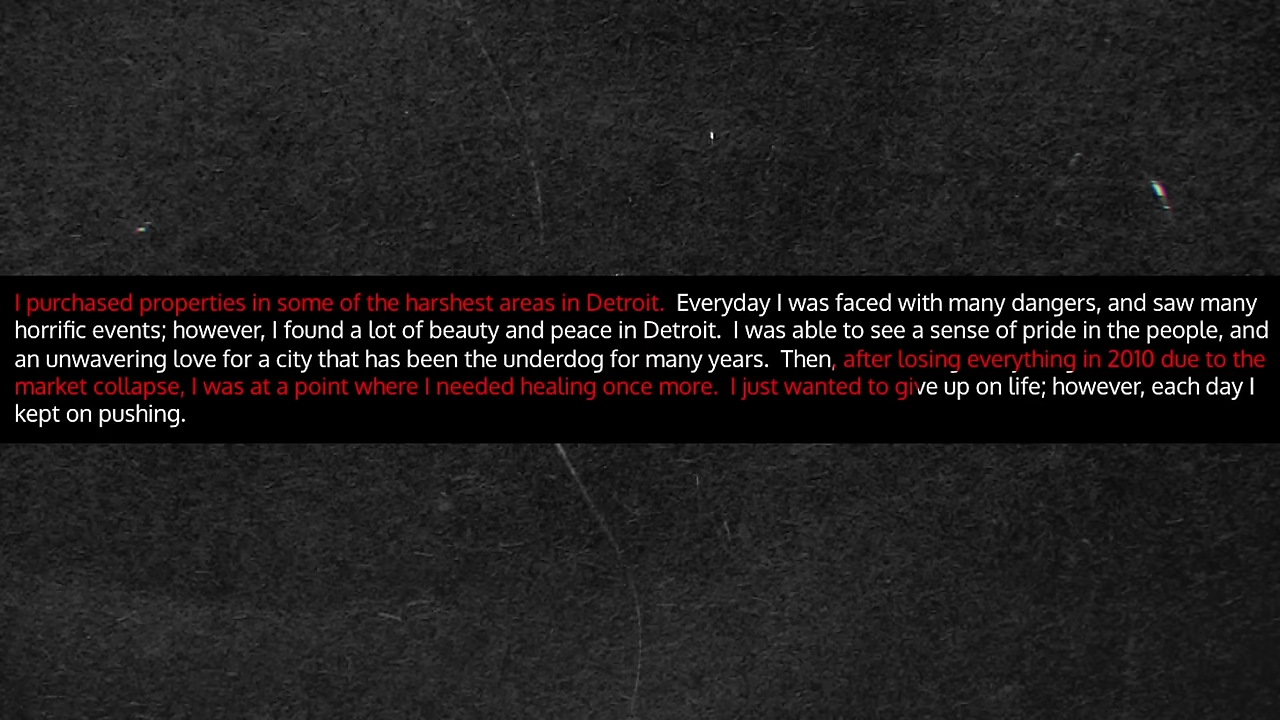 I purchased properties in some of the harshest areas in Detroit.  Everyday I was faced with many dangers, and saw many
horrific events; however, I found a lot of beauty and peace in Detroit.  I was able to see a sense of pride in the people, and
an unwavering love for a city that has been the underdog for many years.  Then, after losing everything in 2010 due to the
market collapse, I was at a point where I needed healing once more.  I just wanted to give up on life; however, each day I
kept on pushing.